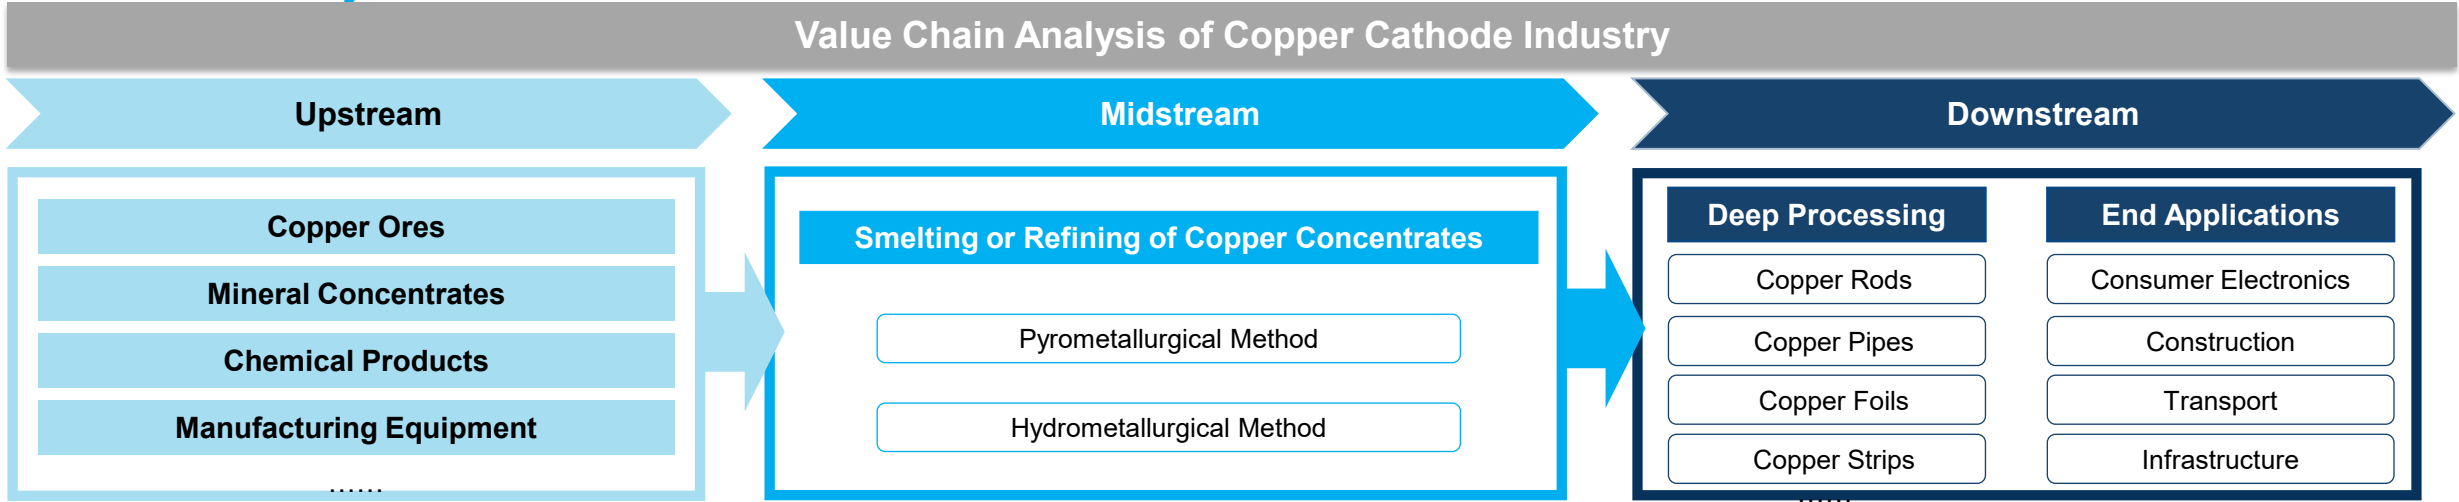 Value Chain Analysis of Copper Cathode Industry
Upstream
Midstream
Downstream
Copper Ores
Mineral Concentrates
Chemical Products
Manufacturing Equipment
......
Smelting or Refining of Copper Concentrates
Pyrometallurgical Method
Hydrometallurgical Method
Deep Processing
Copper Rods
Copper Pipes
Copper Foils
Copper Strips
......
End Applications
Consumer Electronics
Construction
Transport
Infrastructure